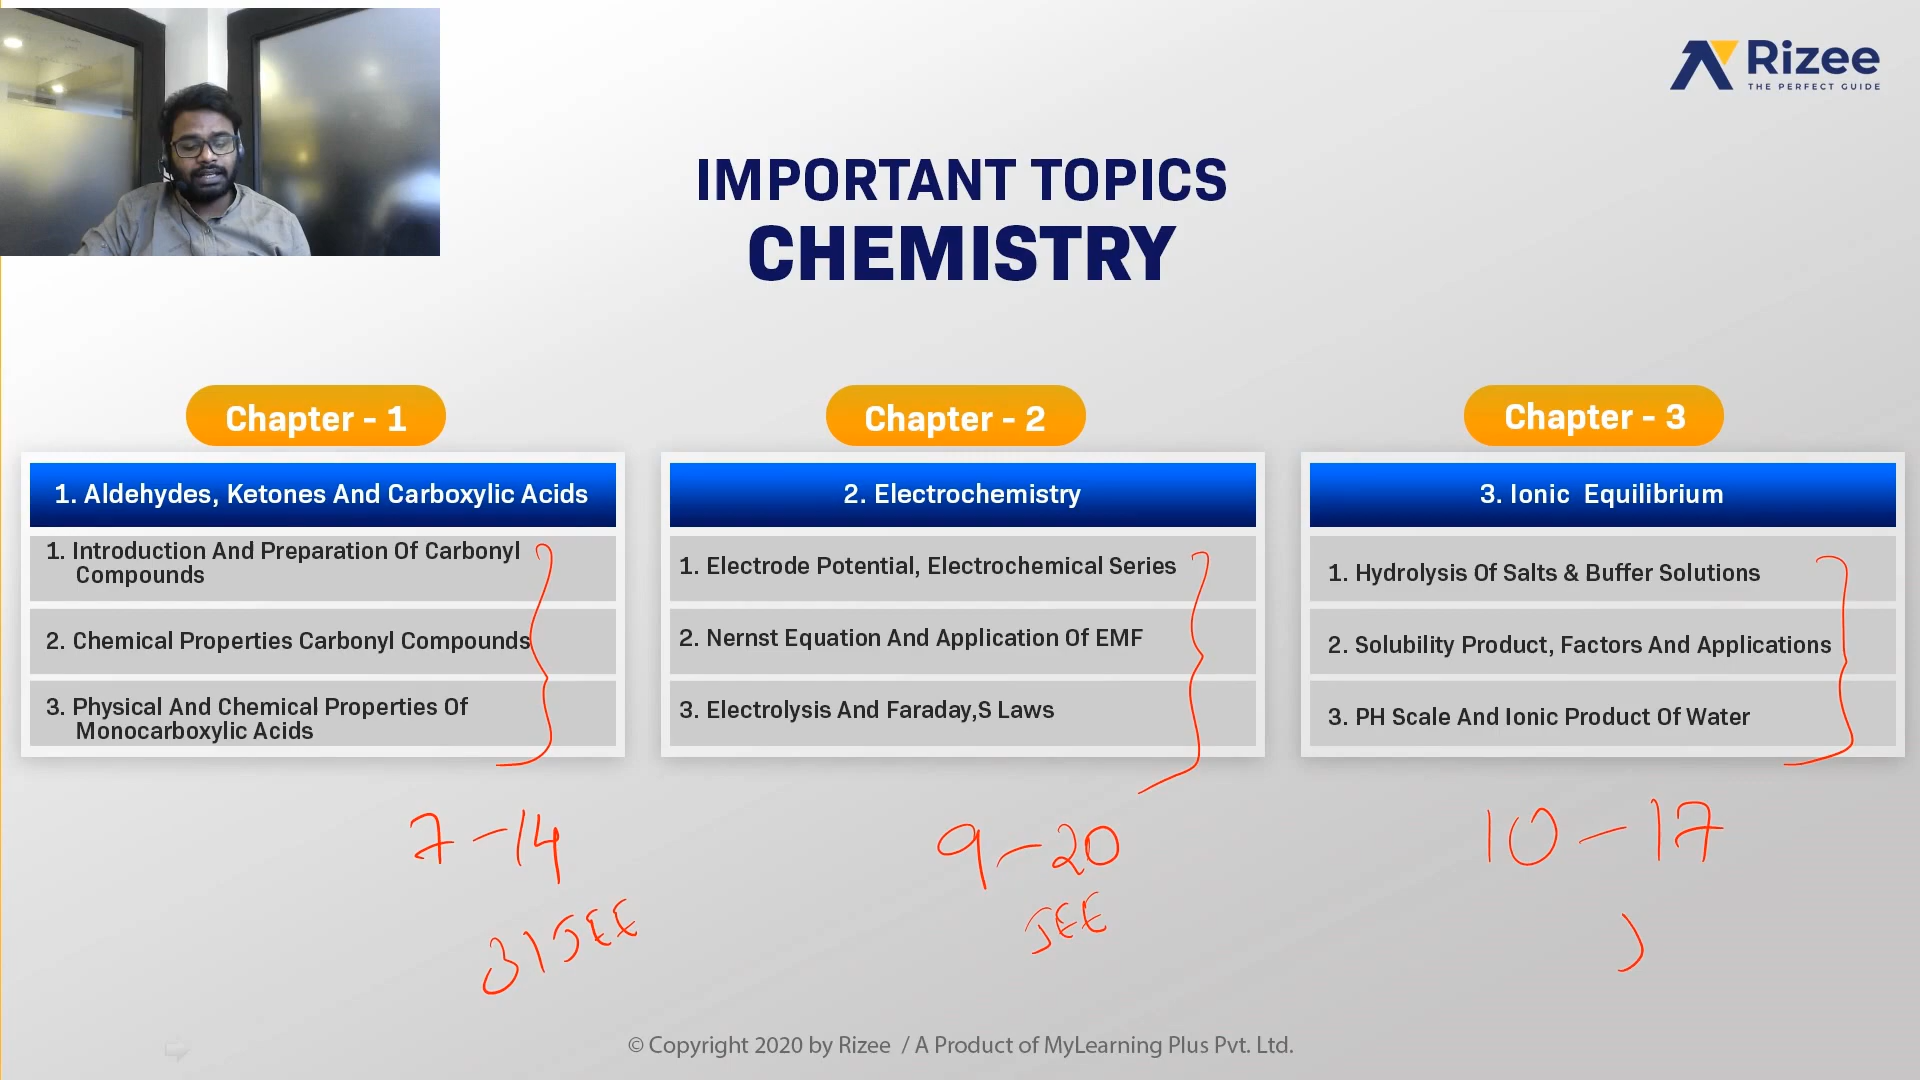 Rizee
THE PERFECT GUIDE
IMPORTANT TOPICS
CHEMISTRY
Chapter - 1
1. Aldehydes, Ketones And Carboxylic Acids
1. Introduction And Preparation Of Carbonyl
Compounds
2. Chemical Properties Carbonyl Compounds
3. Physical And Chemical Properties Of
Monocarboxylic Acids
7-14
31 JEE
Chapter - 2
2. Electrochemistry
1. Electrode Potential, Electrochemical Series
2. Nernst Equation And Application Of EMF
3. Electrolysis And Faraday,S Laws
9-20
JEE
Chapter - 3
3. Ionic Equilibrium
1. Hydrolysis Of Salts & Buffer Solutions
2. Solubility Product, Factors And Applications
3. PH Scale And Ionic Product Of Water
10-17
© Copyright 2020 by Rizee / A Product of MyLearning Plus Pvt. Ltd.